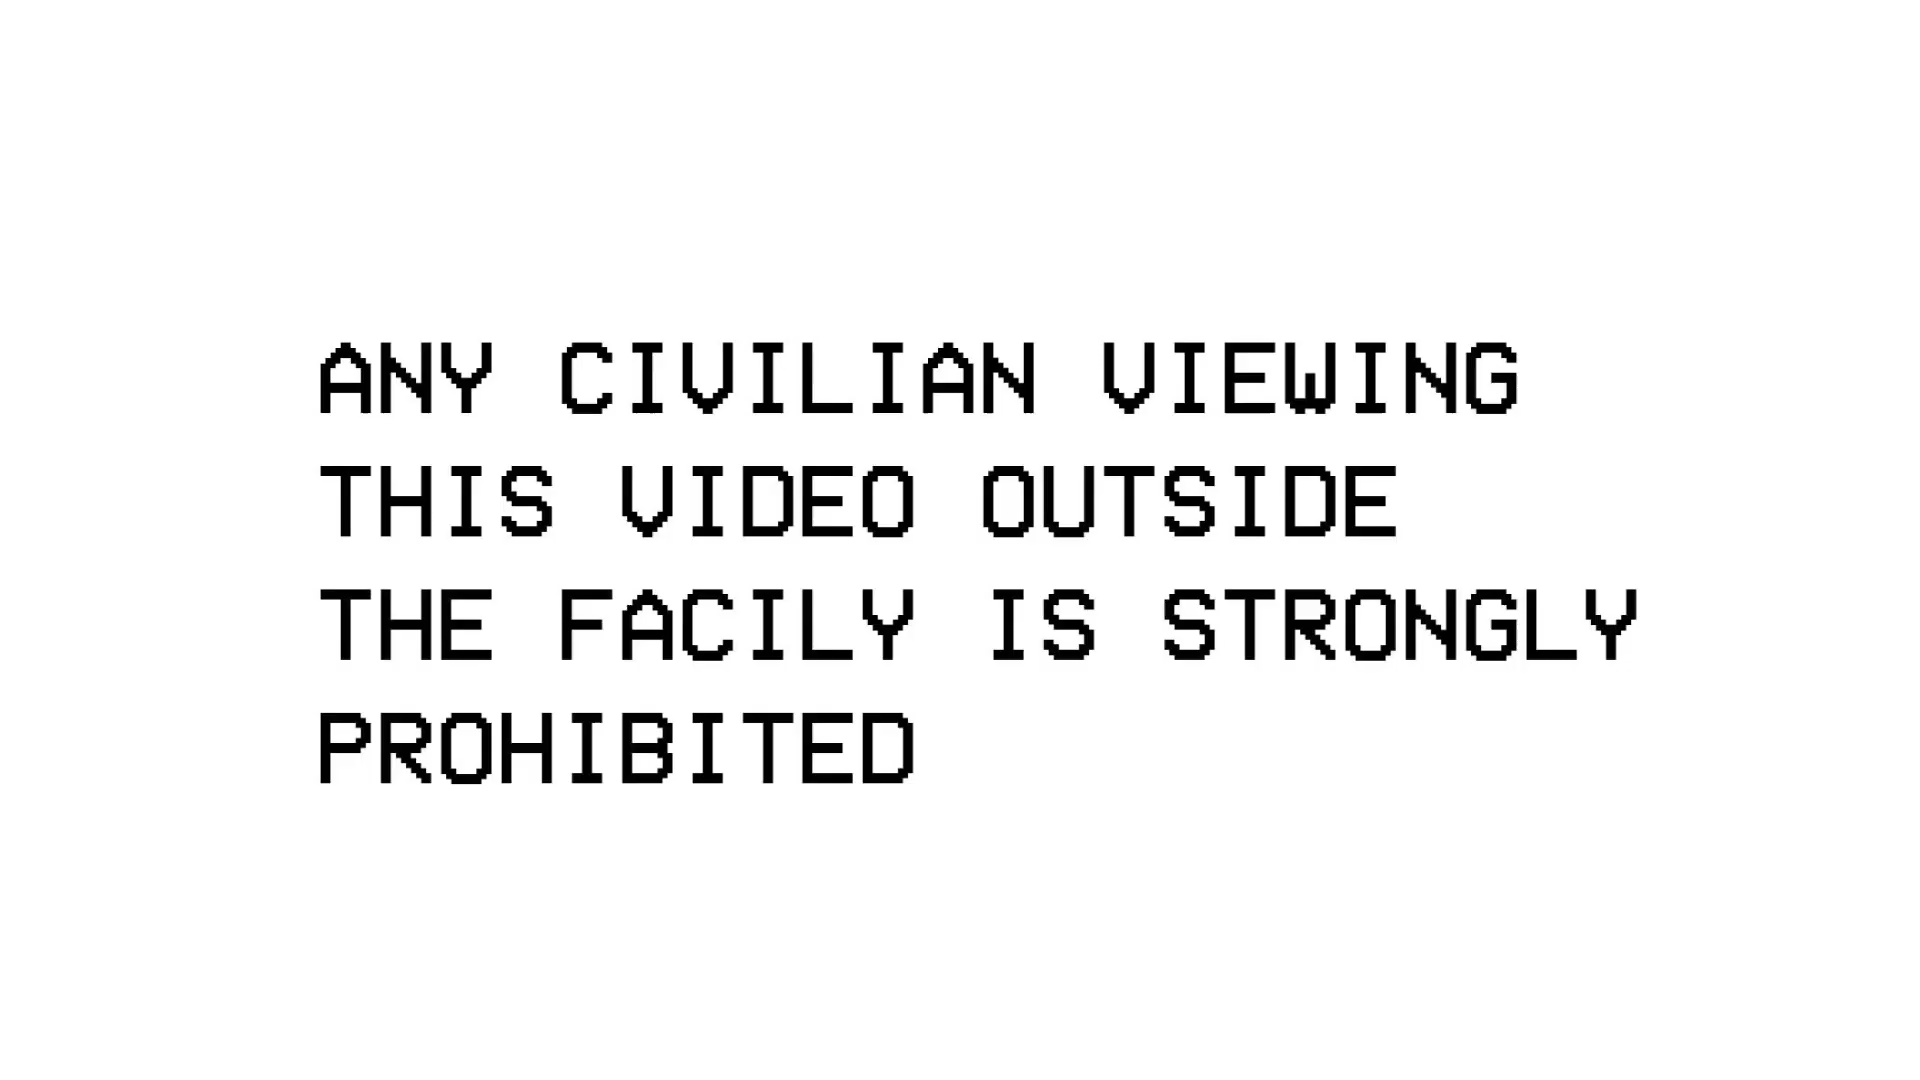 ANY CIVILIAN VIEWING
THIS VIDEO OUTSIDE
THE FACILY IS STRONGLY
PROHIBITED